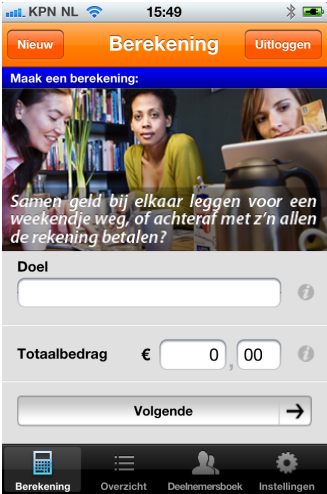 KPN NL 15:49
Nieuw Berekening Uitloggen
Maak een berekening:
Samen geld bij elkaar leggen voor een
weekendje weg, of achteraf met z'n allen
de rekening betalen?
Doel
i
Totaalbedrag € 0 , 00 i
Volgende
Berekening Overzicht Deelnemersboek Instellingen